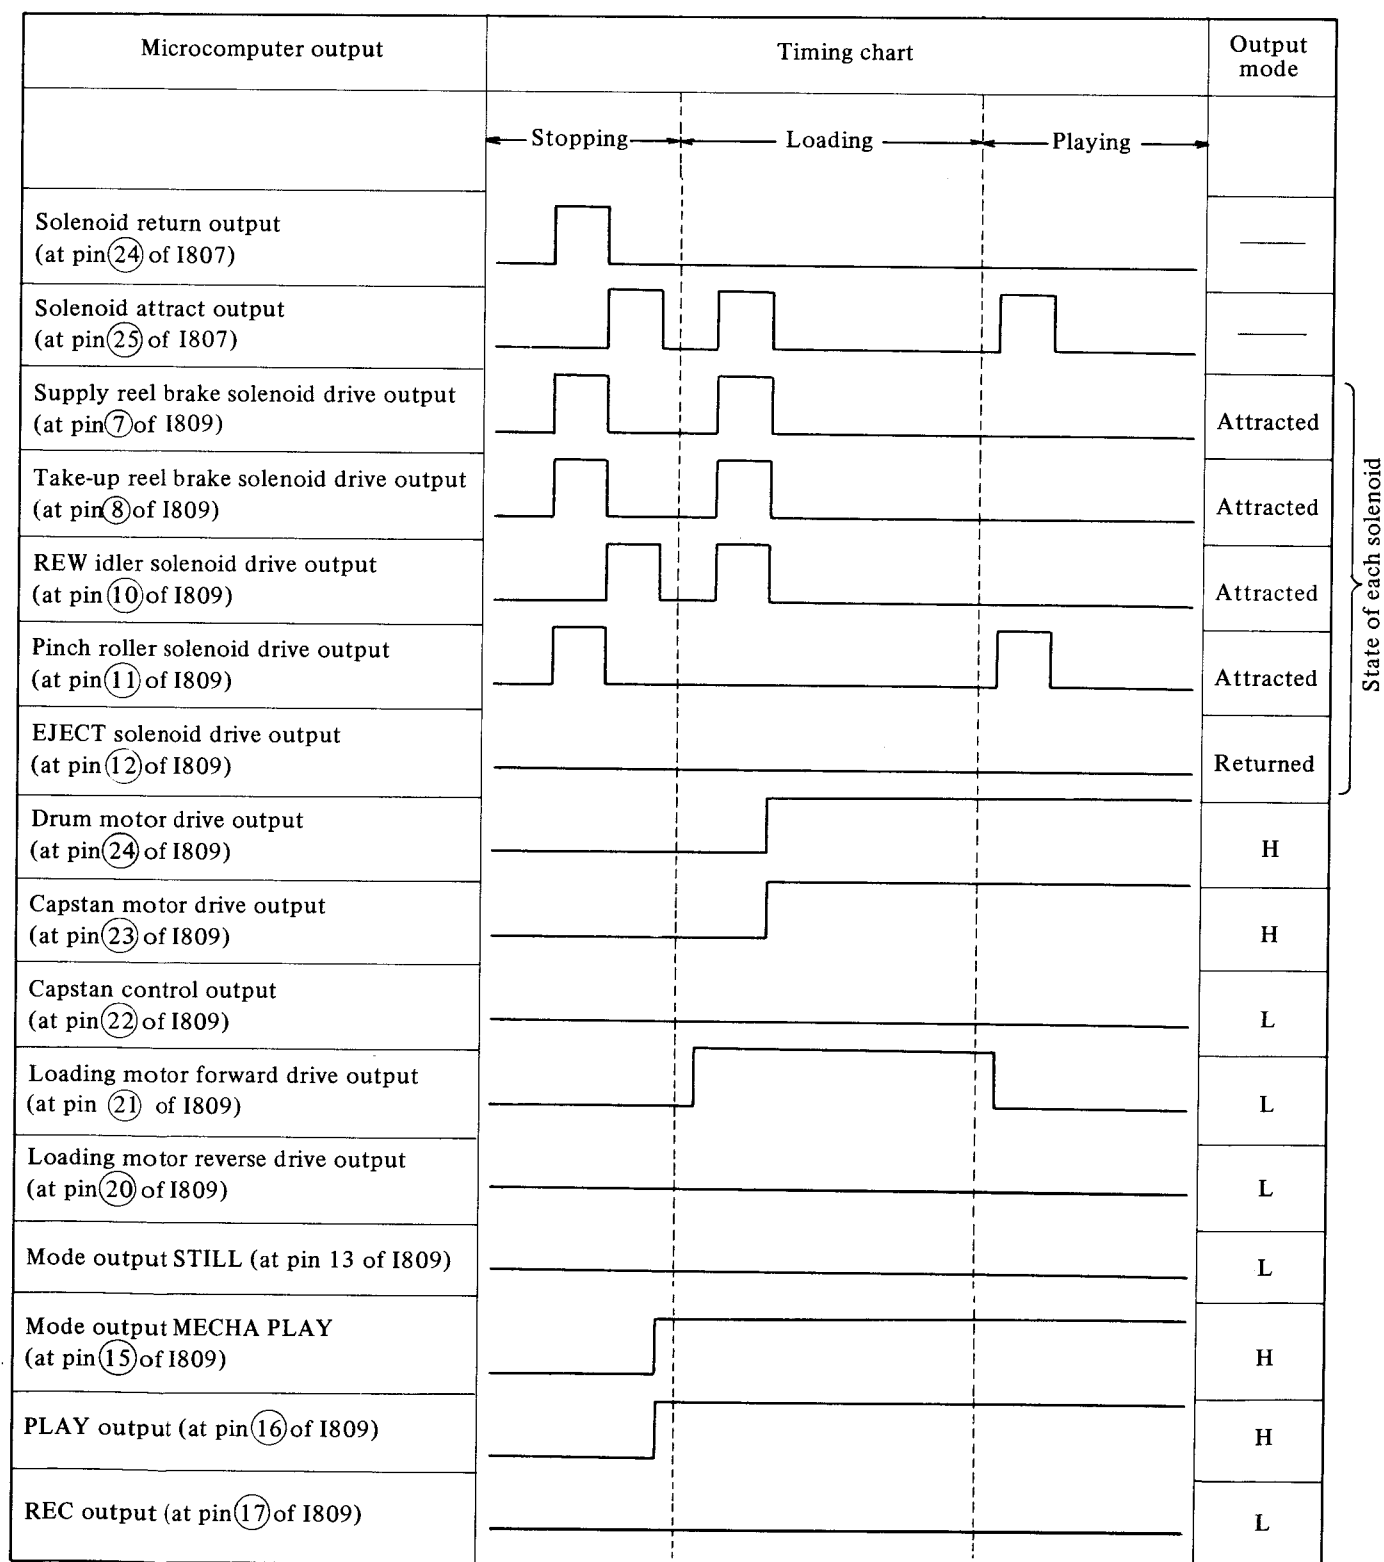 Microcomputer output
Timing chart
Output
mode
Stopping
Loading
Playing
Solenoid return output
(at pin 24 of I807)
Solenoid attract output
(at pin 25 of I807)
Supply reel brake solenoid drive output
(at pin 7 of I809)
Attracted
Take-up reel brake solenoid drive output
(at pin 8 of I809)
Attracted
REW idler solenoid drive output
(at pin 10 of I809)
Attracted
Pinch roller solenoid drive output
(at pin 11 of I809)
Attracted
EJECT solenoid drive output
(at pin 12 of I809)
Returned
State of each solenoid
Drum motor drive output
(at pin 24 of I809)
H
Capstan motor drive output
(at pin 23 of I809)
H
Capstan control output
(at pin 22 of I809)
L
Loading motor forward drive output
(at pin 21 of I809)
L
Loading motor reverse drive output
(at pin 20 of I809)
L
Mode output STILL (at pin 13 of I809)
L
Mode output MECHA PLAY
(at pin 15 of I809)
H
PLAY output (at pin 16 of I809)
H
REC output (at pin 17 of I809)
L